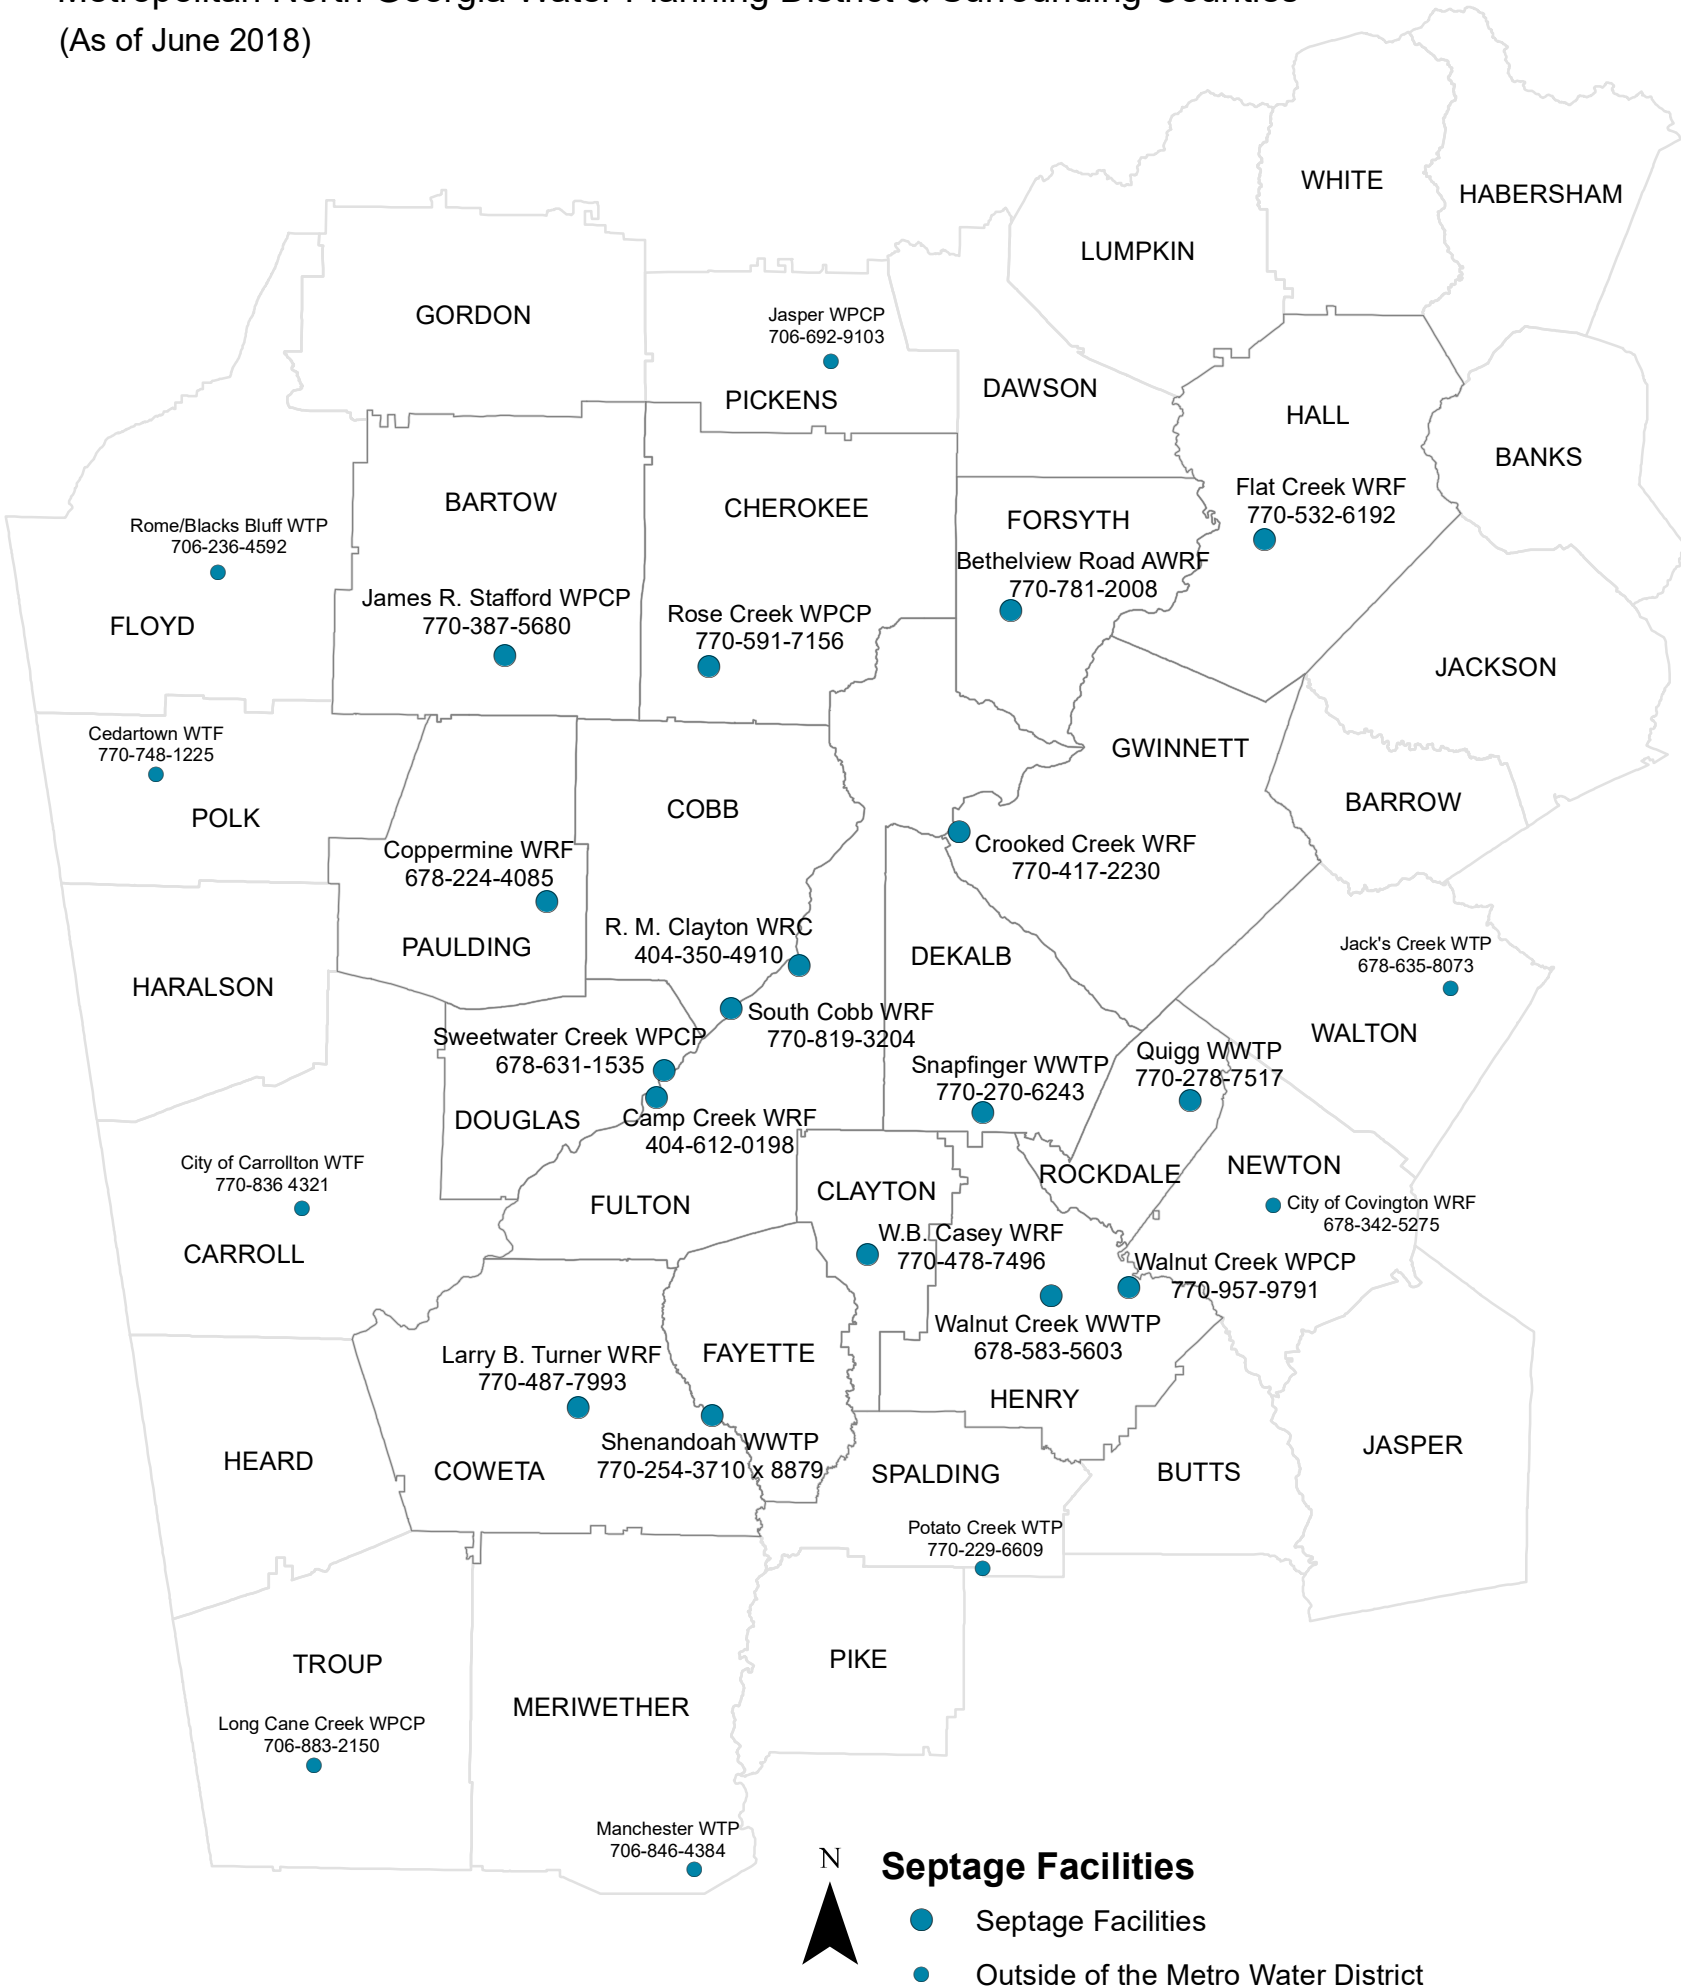 Metropolitan North Georgia Water Planning District & Surrounding Counties
(As of June 2018)
WHITE
HABERSHAM
LUMPKIN
GORDON
Jasper WPCP
706-692-9103
PICKENS
DAWSON
HALL
BANKS
BARTOW
CHEROKEE
FORSYTH
Flat Creek WRF
770-532-6192
Rome/Blacks Bluff WTP
706-236-4592
FLOYD
Bethelview Road AWRF
770-781-2008
James R. Stafford WPCP
770-387-5680
Rose Creek WPCP
770-591-7156
JACKSON
Cedartown WTF
770-748-1225
POLK
GWINNETT
COBB
BARROW
Coppermine WRF
678-224-4085
PAULDING
Crooked Creek WRF
770-417-2230
R. M. Clayton WRC
404-350-4910
DEKALB
Jack's Creek WTP
678-635-8073
WALTON
HARALSON
South Cobb WRF
770-819-3204
Sweetwater Creek WPCP
678-631-1535
Snapfinger WWTP
770-270-6243
Quigg WWTP
770-278-7517
DOUGLAS
Camp Creek WRF
404-612-0198
City of Carrollton WTF
770-836 4321
CARROLL
FULTON
CLAYTON
ROCKDALE
NEWTON
City of Covington WRF
678-342-5275
W.B. Casey WRF
770-478-7496
Walnut Creek WPCP
770-957-9791
Walnut Creek WWTP
678-583-5603
HENRY
Larry B. Turner WRF
770-487-7993
FAYETTE
Shenandoah WWTP
770-254-3710 x 8879
HEARD
COWETA
SPALDING
BUTTS
JASPER
Potato Creek WTP
770-229-6609
TROUP
PIKE
MERIWETHER
Long Cane Creek WPCP
706-883-2150
Manchester WTP
706-846-4384
N
Septage Facilities
Septage Facilities
Outside of the Metro Water District